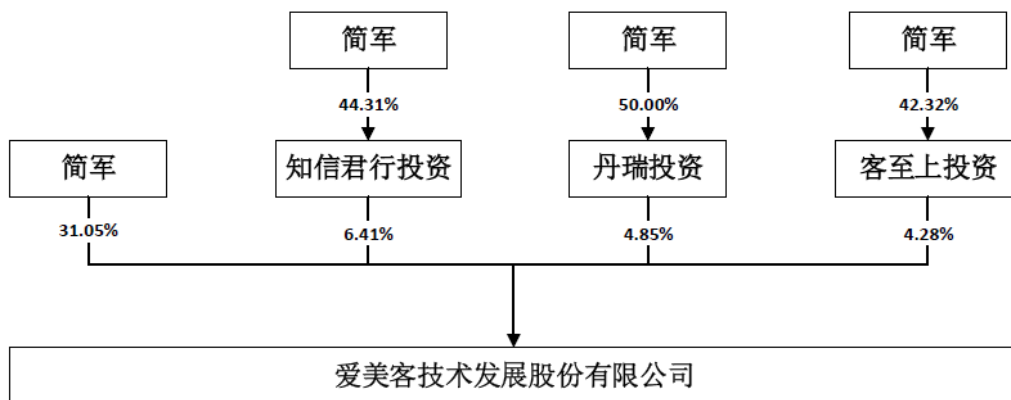 简军
简军
简军
44.31%
50.00%
42.32%
简军
知信君行投资
丹瑞投资
客至上投资
31.05%
6.41%
4.85%
4.28%
爱美客技术发展股份有限公司